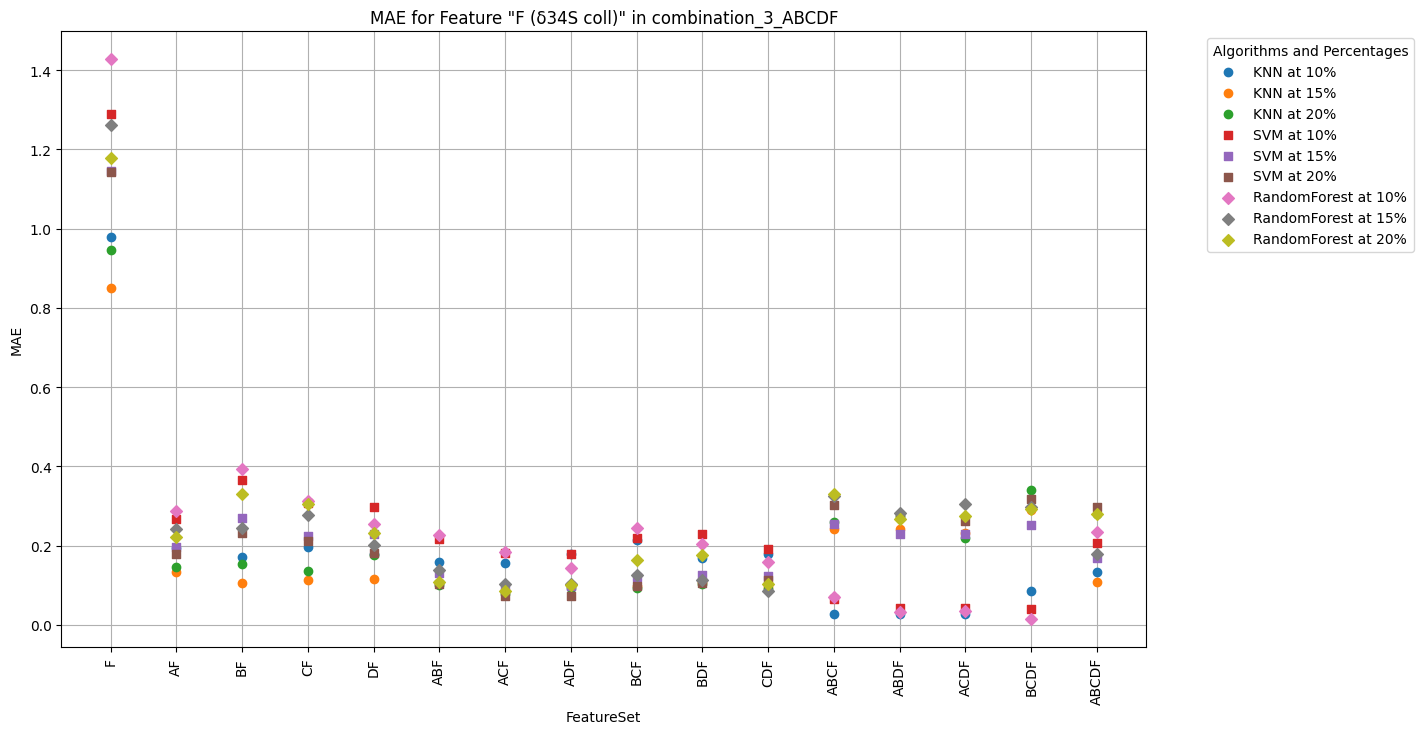 MAE for Feature "F (δ34S coll)" in combination_3_ABCDF
Algorithms and Percentages
KNN at 10%
KNN at 15%
KNN at 20%
SVM at 10%
SVM at 15%
SVM at 20%
RandomForest at 10%
RandomForest at 15%
RandomForest at 20%
MAE
1.4
1.2
1.0
0.8
0.6
0.4
0.2
0.0
F
AF
BF
CF
DF
ABF
ACF
ADF
BCF
BDF
CDF
ABCF
ABDF
ACDF
BCDF
ABCDF
FeatureSet